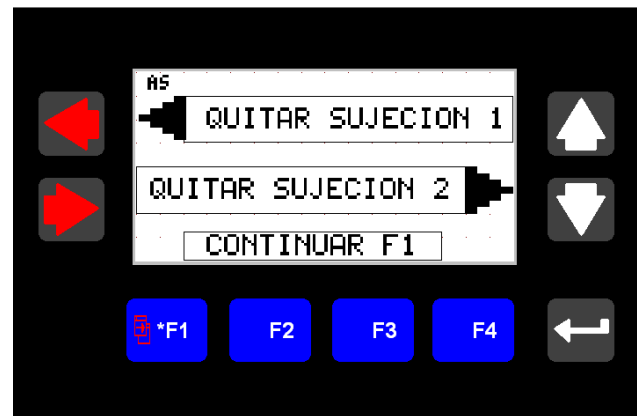 AS
QUITAR SUJECION 1
QUITAR SUJECION 2
CONTINUAR F1
*F1 F2 F3 F4